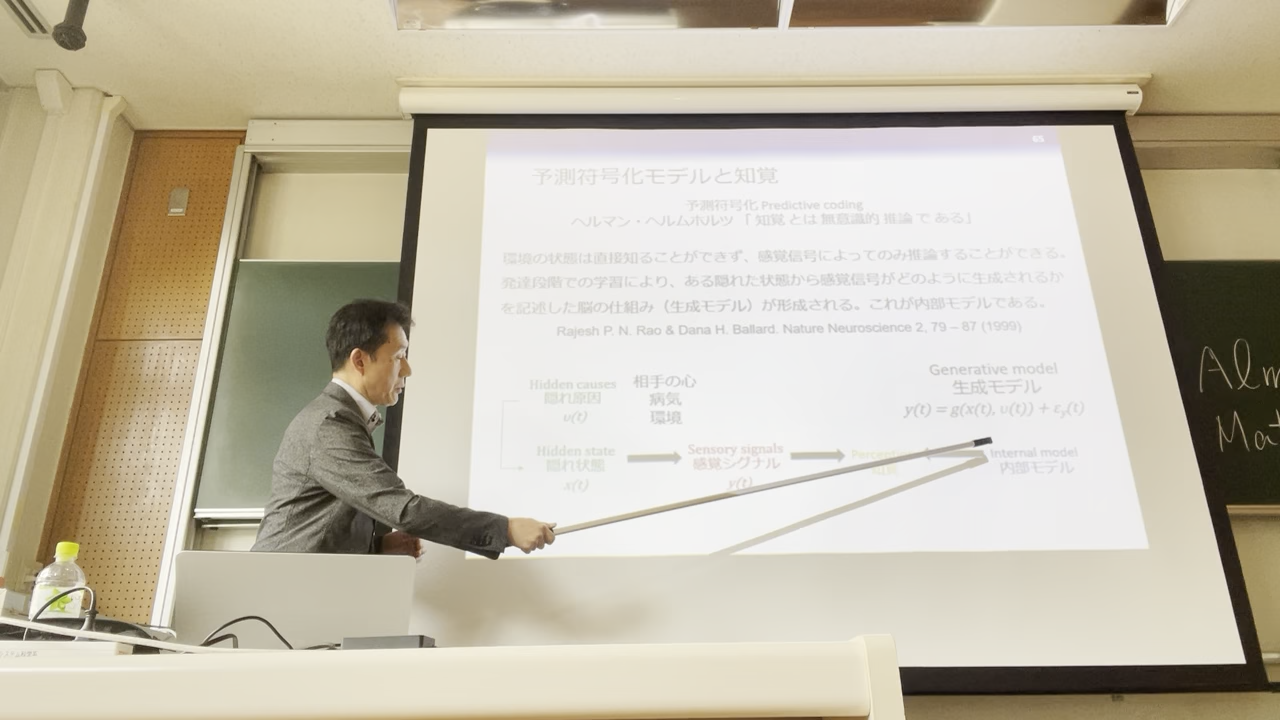 65
予測符号化モデルと知覚
予測符号化 Predictive coding
ヘルマン・ヘルムホルツ 「 知覚 とは 無意識的 推論 で ある」
環境の状態は直接知ることができず、感覚信号によってのみ推論することができる。
発達段階での学習により、ある隠れた状態から感覚信号がどのように生成されるか
を記述した脳の仕組み（生成モデル）が形成される。これが内部モデルである。
Rajesh P. N. Rao & Dana H. Ballard. Nature Neuroscience 2, 79 – 87 (1999)
Hidden causes
隠れ原因
υ(t)
相手の心
病気
環境
Generative model
生成モデル
y(t) = g(x(t), υ(t)) + εy(t)
Hidden state
隠れ状態
x(t)
Sensory signals
感覚シグナル
y(t)
Internal model
内部モデル